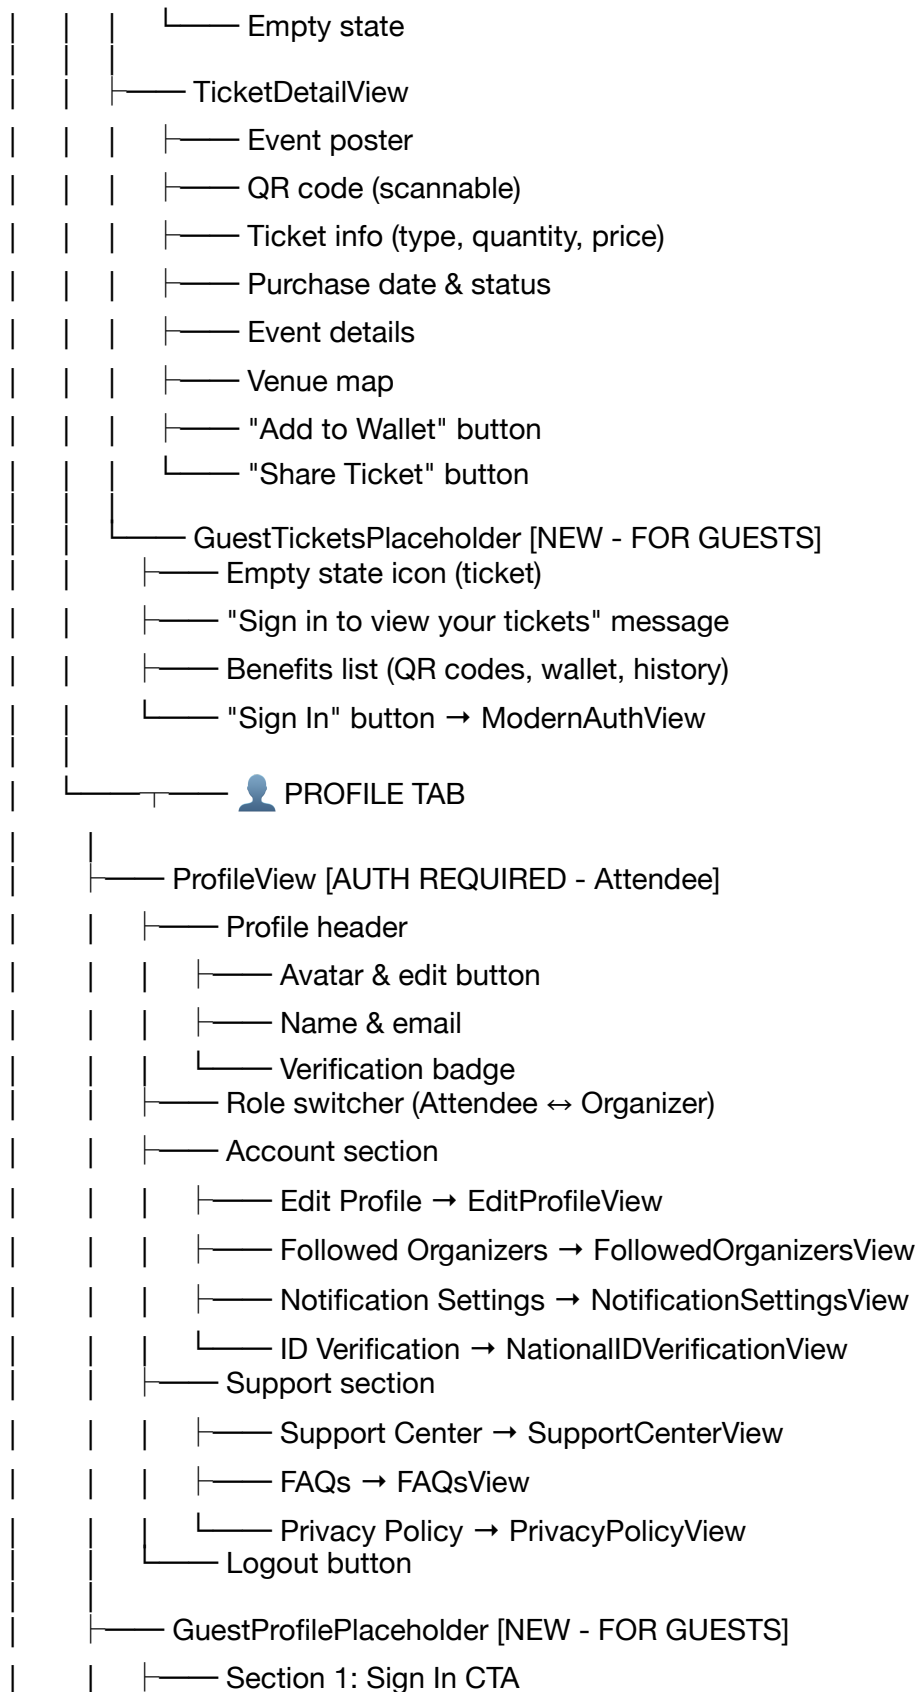 Empty state
TicketDetailView
Event poster
QR code (scannable)
Ticket info (type, quantity, price)
Purchase date & status
Event details
Venue map
"Add to Wallet" button
"Share Ticket" button
GuestTicketsPlaceholder [NEW - FOR GUESTS]
Empty state icon (ticket)
"Sign in to view your tickets" message
Benefits list (QR codes, wallet, history)
"Sign In" button → ModernAuthView
👤 PROFILE TAB
ProfileView [AUTH REQUIRED - Attendee]
Profile header
Avatar & edit button
Name & email
Verification badge
Role switcher (Attendee ↔ Organizer)
Account section
Edit Profile → EditProfileView
Followed Organizers → FollowedOrganizersView
Notification Settings → NotificationSettingsView
ID Verification → NationalIDVerificationView
Support section
Support Center → SupportCenterView
FAQs → FAQsView
Privacy Policy → PrivacyPolicyView
Logout button
GuestProfilePlaceholder [NEW - FOR GUESTS]
Section 1: Sign In CTA